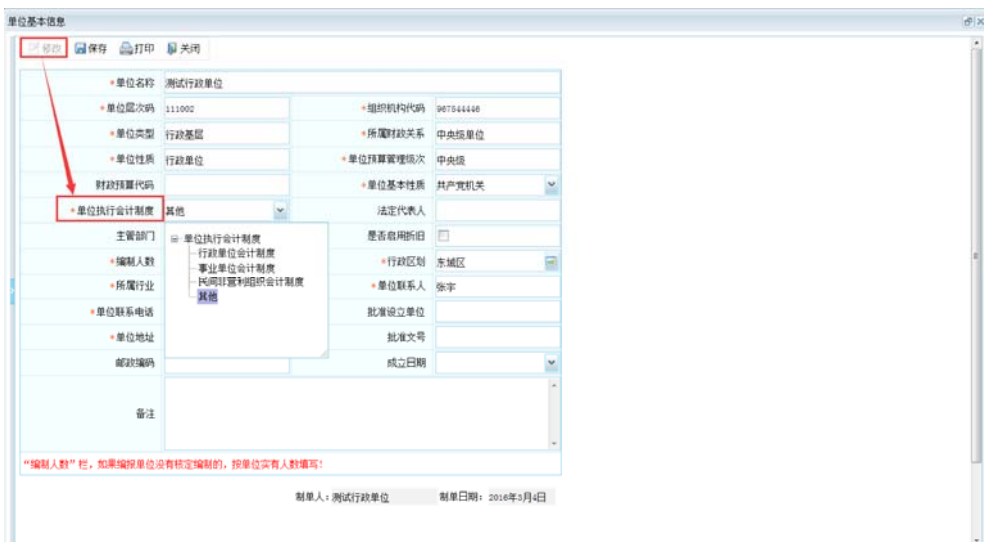 单位基本信息
修改 保存 打印 关闭
*单位名称 测试行政单位
*单位层次码 111002 *组织机构代码 967544446
*单位类型 行政基层 *所属财政关系 中央级单位
*单位性质 行政单位 *单位预算管理级次 中央级
财政预算代码 *单位基本性质 共产党机关
*单位执行会计制度 其他 法定代表人
主管部门 单位执行会计制度 是否启用折旧
行政单位会计制度
*编制人数 事业单位会计制度 *行政区划 东城区
民间非营利组织会计制度
*所属行业 其他 *单位联系人 张宇
*单位联系电话 批准设立单位
*单位地址 批准文号
邮政编码 成立日期
备注
“编制人数”栏，如果编报单位没有核定编制的，按单位实有人数填写！
制单人：测试行政单位 制单日期：2016年3月4日